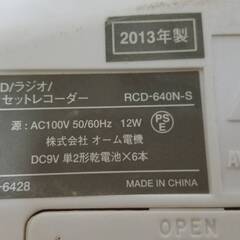 2013年製
D/ラジオ/
セットレコーダー RCD-640N-S
源:AC100V 50/60Hz 12W
PSE
株式会社 オーム電機
DC9V 単2形乾電池×6本
-6428
MADE IN CHINA
OPEN